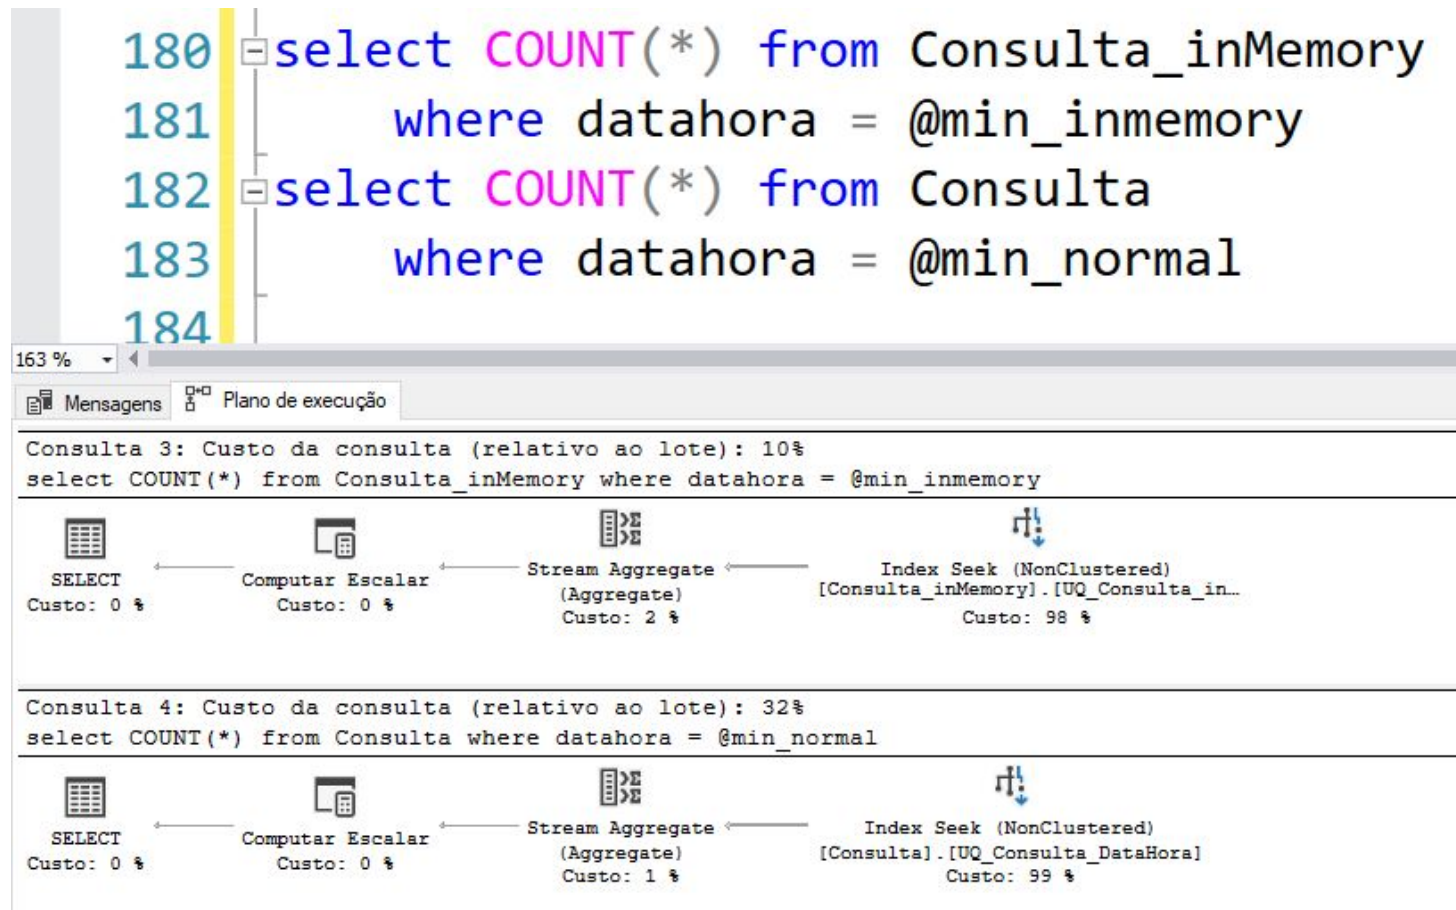 180 select COUNT(*) from Consulta_inMemory
181 where datahora = @min_inmemory
182 select COUNT(*) from Consulta
183 where datahora = @min_normal
184
163 %
Mensagens Plano de execução
Consulta 3: Custo da consulta (relativo ao lote): 10%
select COUNT(*) from Consulta_inMemory where datahora = @min_inmemory
SELECT
Custo: 0 %
Computar Escalar
Custo: 0 %
Stream Aggregate
(Aggregate)
Custo: 2 %
Index Seek (NonClustered)
[Consulta_inMemory].[UQ_Consulta_in…
Custo: 98 %
Consulta 4: Custo da consulta (relativo ao lote): 32%
select COUNT(*) from Consulta where datahora = @min_normal
SELECT
Custo: 0 %
Computar Escalar
Custo: 0 %
Stream Aggregate
(Aggregate)
Custo: 1 %
Index Seek (NonClustered)
[Consulta].[UQ_Consulta_DataHora]
Custo: 99 %